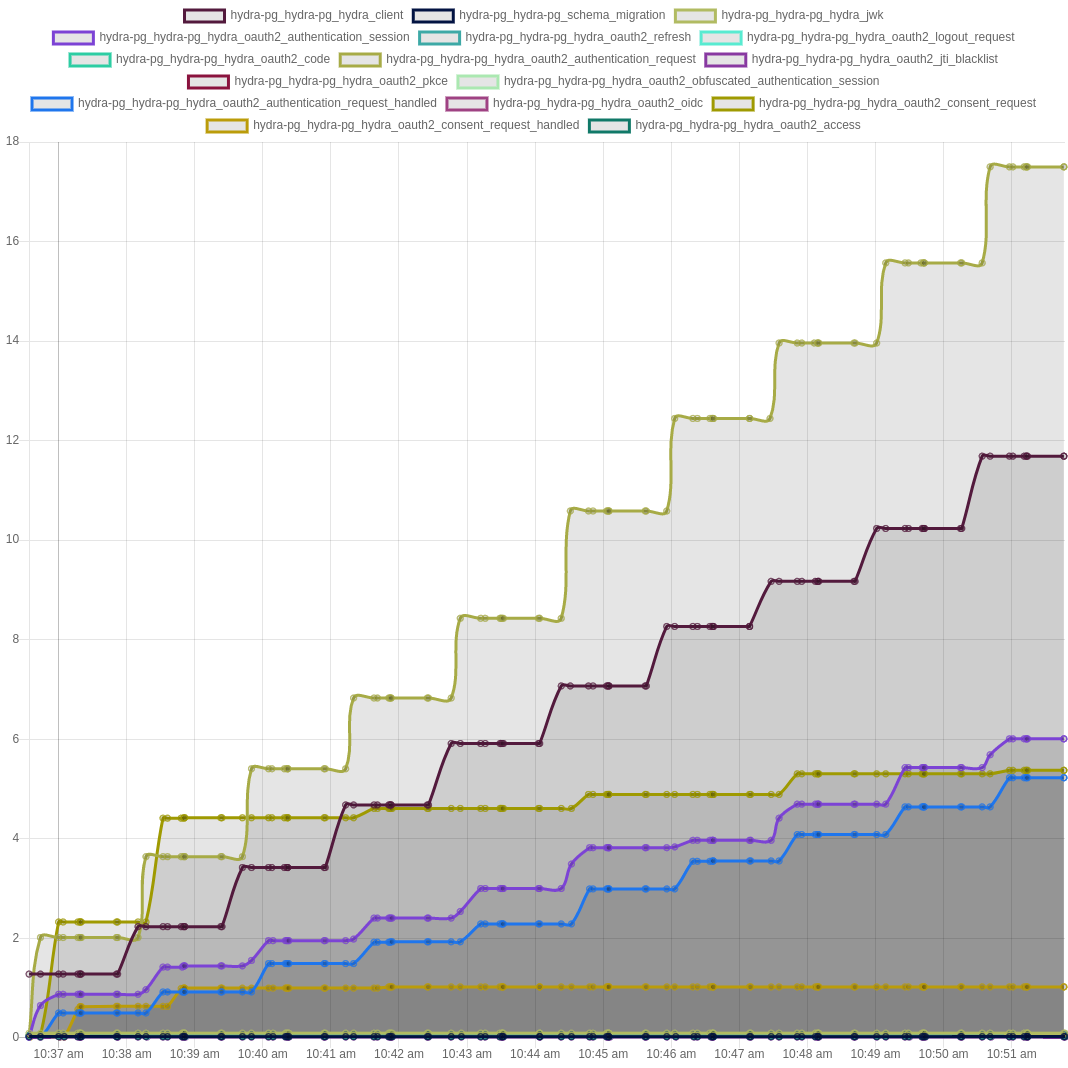 hydra-pg_hydra-pg_hydra_client hydra-pg_hydra-pg_schema_migration hydra-pg_hydra-pg_hydra_jwk
hydra-pg_hydra-pg_hydra_oauth2_authentication_session hydra-pg_hydra-pg_hydra_oauth2_refresh hydra-pg_hydra-pg_hydra_oauth2_logout_request
hydra-pg_hydra-pg_hydra_oauth2_code hydra-pg_hydra-pg_hydra_oauth2_authentication_request hydra-pg_hydra-pg_hydra_oauth2_jti_blacklist
hydra-pg_hydra-pg_hydra_oauth2_pkce hydra-pg_hydra-pg_hydra_oauth2_obfuscated_authentication_session
hydra-pg_hydra-pg_hydra_oauth2_authentication_request_handled hydra-pg_hydra-pg_hydra_oauth2_oidc hydra-pg_hydra-pg_hydra_oauth2_consent_request
hydra-pg_hydra-pg_hydra_oauth2_consent_request_handled hydra-pg_hydra-pg_hydra_oauth2_access
18
16
14
12
10
8
6
4
2
0
10:37 am 10:38 am 10:39 am 10:40 am 10:41 am 10:42 am 10:43 am 10:44 am 10:45 am 10:46 am 10:47 am 10:48 am 10:49 am 10:50 am 10:51 am